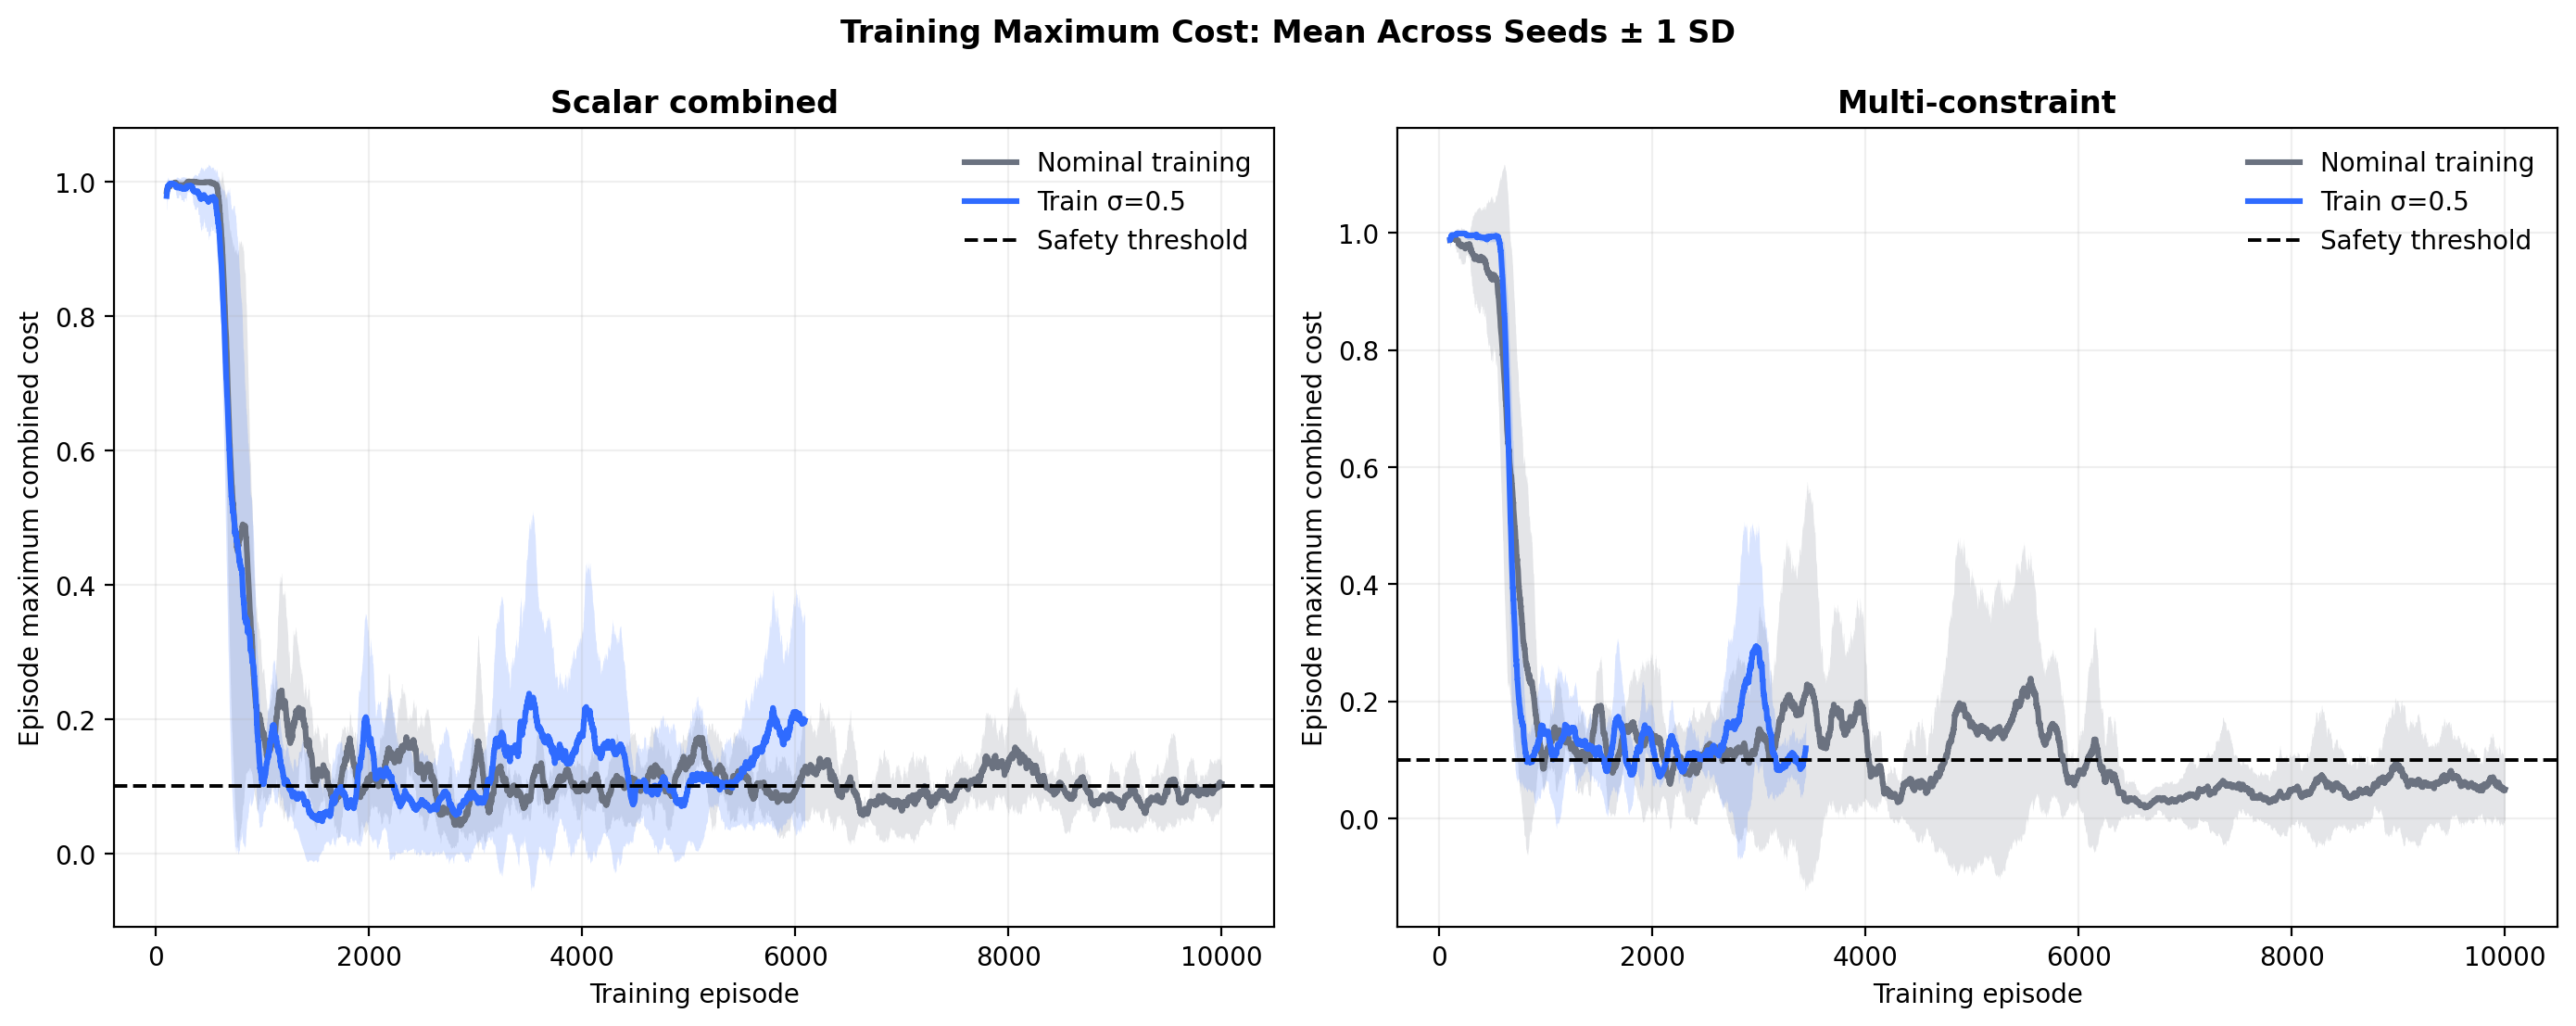 Training Maximum Cost: Mean Across Seeds ± 1 SD
Scalar combined
Episode maximum combined cost
1.0
0.8
0.6
0.4
0.2
0.0
Nominal training
Train σ=0.5
Safety threshold
0 2000 4000 6000 8000 10000
Training episode
Multi-constraint
Episode maximum combined cost
1.0
0.8
0.6
0.4
0.2
0.0
Nominal training
Train σ=0.5
Safety threshold
0 2000 4000 6000 8000 10000
Training episode